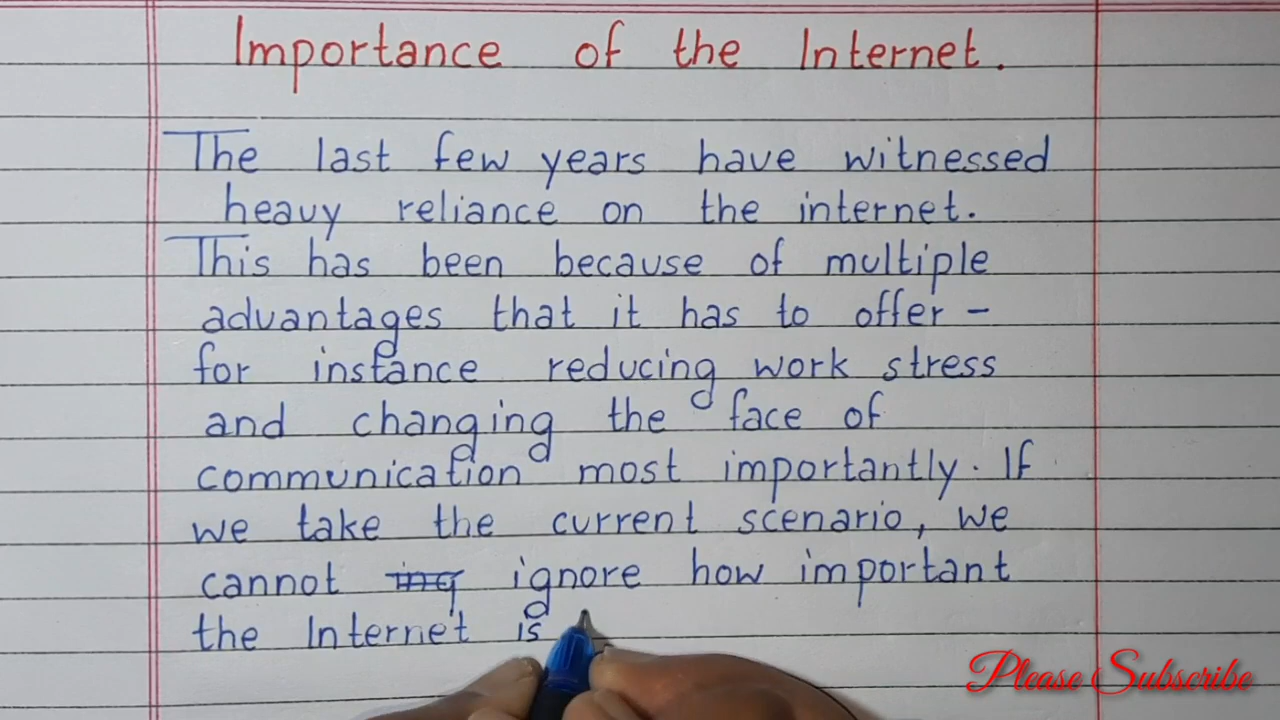 Importance of the Internet.
The last few years have witnessed
heavy reliance on the internet.
This has been because of multiple
advantages that it has to offer -
for instance reducing work stress
and changing the face of
communication most importantly. If
we take the current scenario, we
cannot ing ignore how important
the Internet is
Please Subscribe